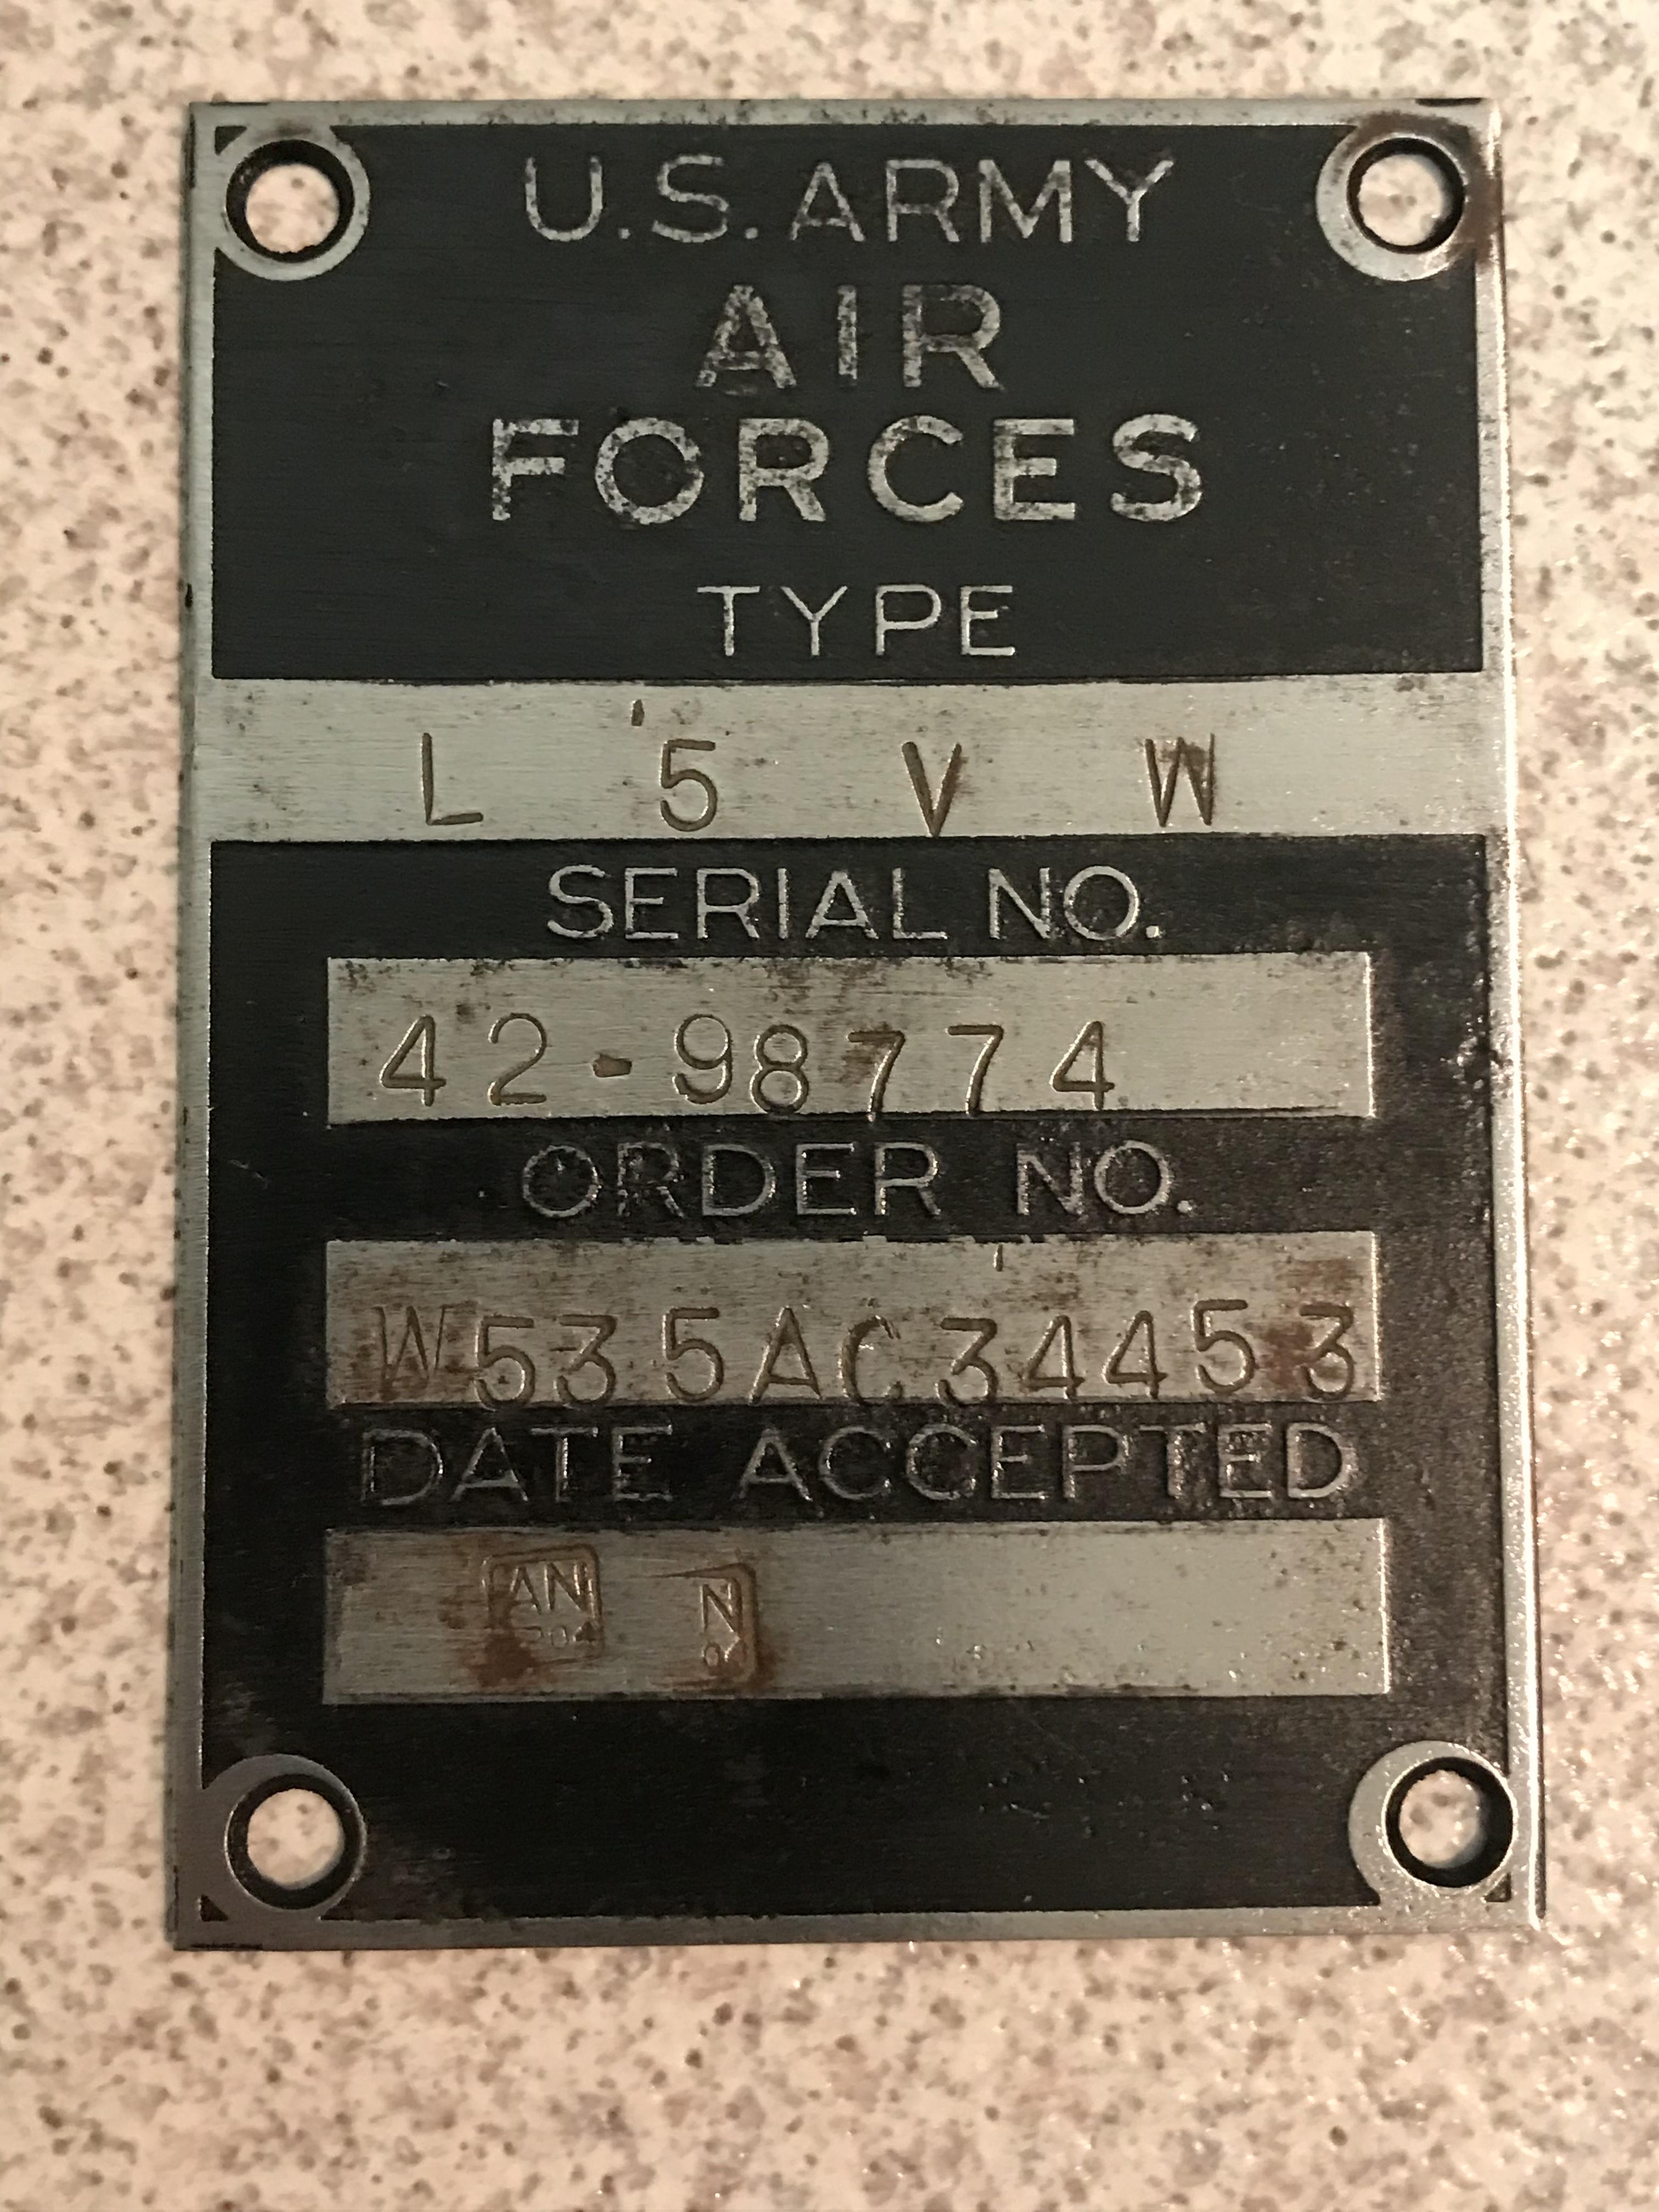 U.S. ARMY
AIR
FORCES
TYPE
L 5 V W
SERIAL NO.
42-98774
ORDER NO.
W535AC34453
DATE ACCEPTED
AN N